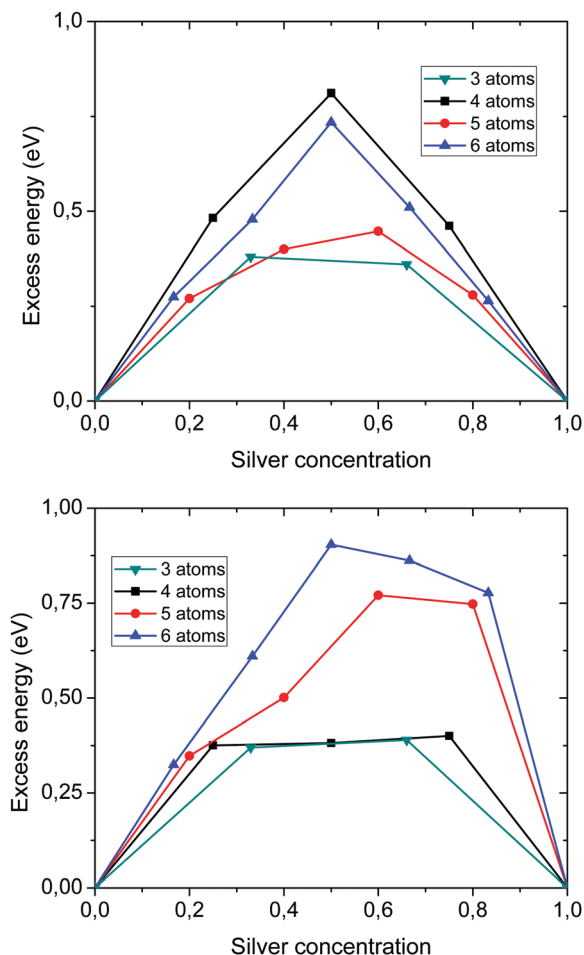 1,0
3 atoms
4 atoms
5 atoms
6 atoms
0,5
Excess energy (eV)
0,0
0,0 0,2 0,4 0,6 0,8 1,0
Silver concentration
1,00
3 atoms
4 atoms
5 atoms
6 atoms
0,75
Excess energy (eV)
0,50
0,25
0,00
0,0 0,2 0,4 0,6 0,8 1,0
Silver concentration